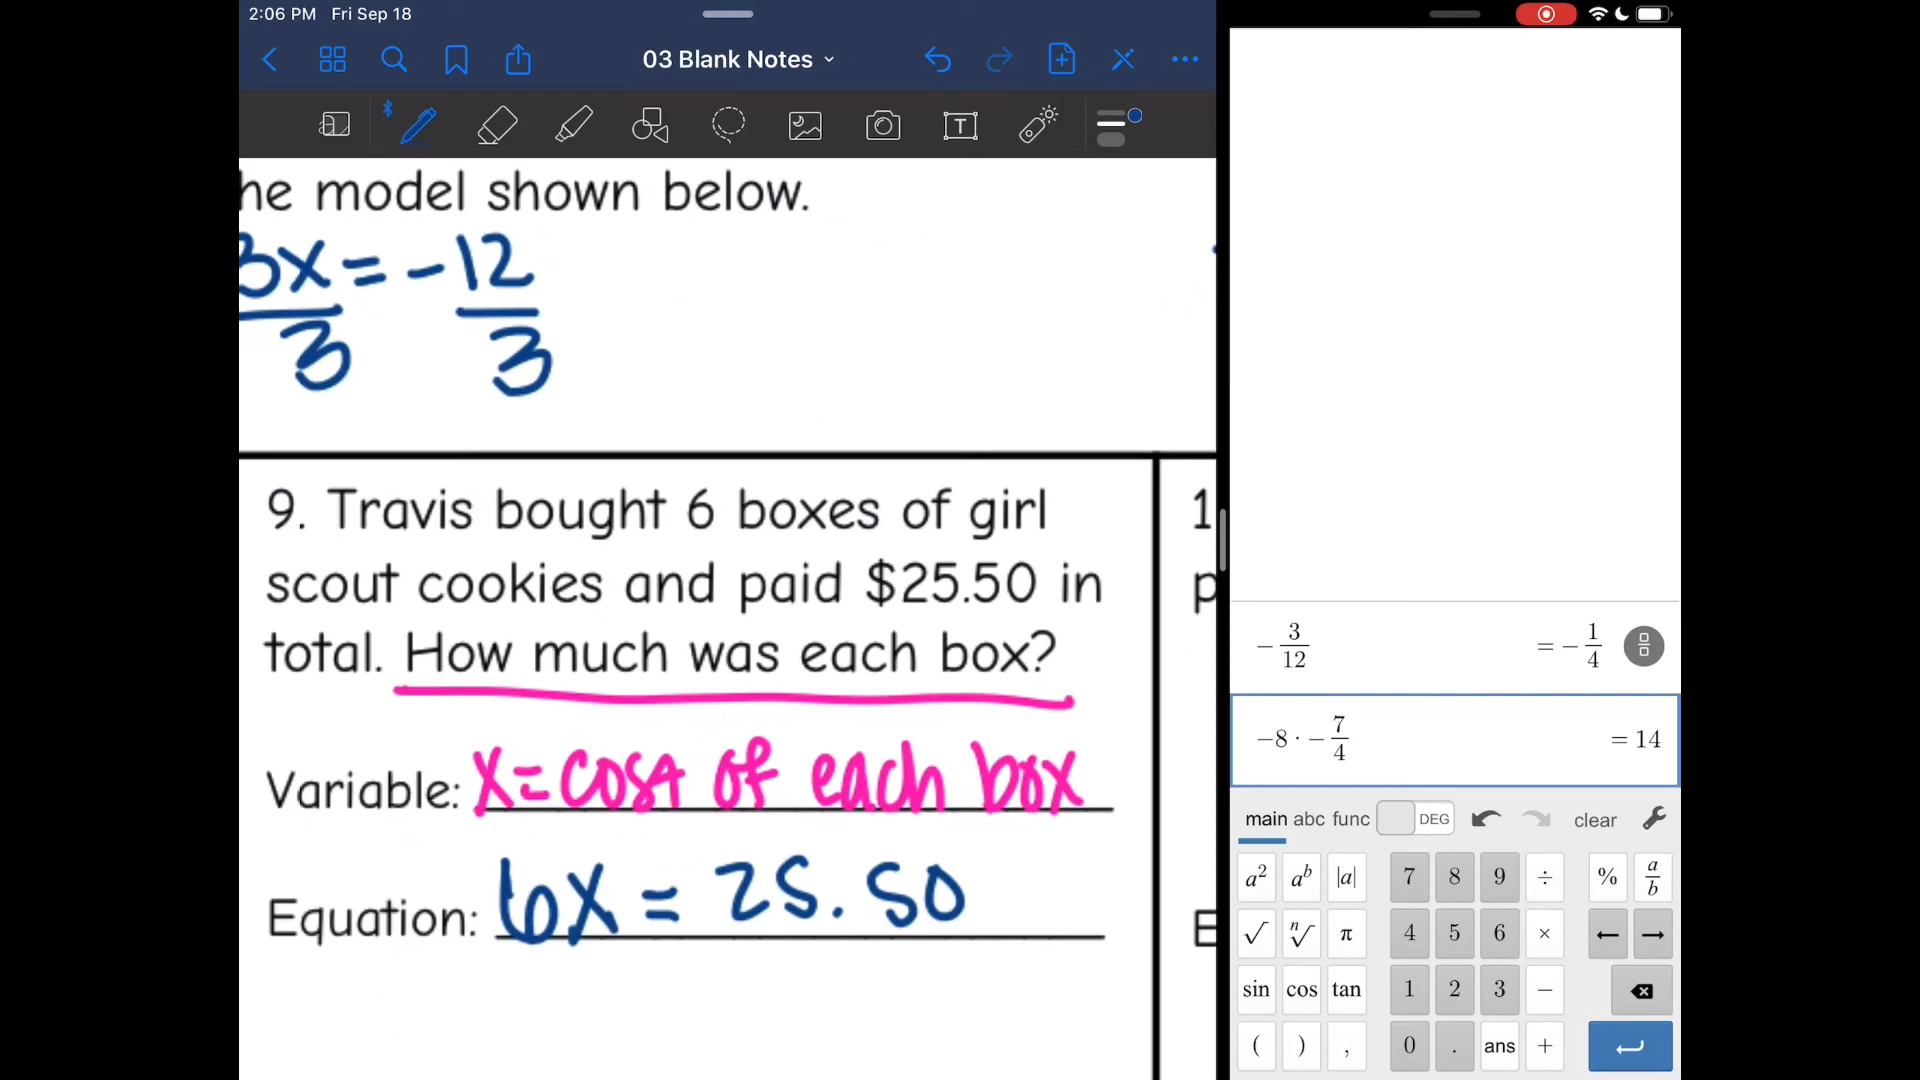 2:06 PM Fri Sep 18
03 Blank Notes
he model shown below.
3x = -12
3 3
9. Travis bought 6 boxes of girl
scout cookies and paid $25.50 in
total. How much was each box?
Variable: x = cost of each box
Equation: 6x = 25.50
1
p
E
T
- 3/12 = - 1/4
-8 · - 7/4 = 14
main abc func DEG clear
a² aᵇ |a| 7 8 9 ÷ % a/b
√ ⁿ√ π 4 5 6 × ← →
sin cos tan 1 2 3 −
( ) , 0 . ans +